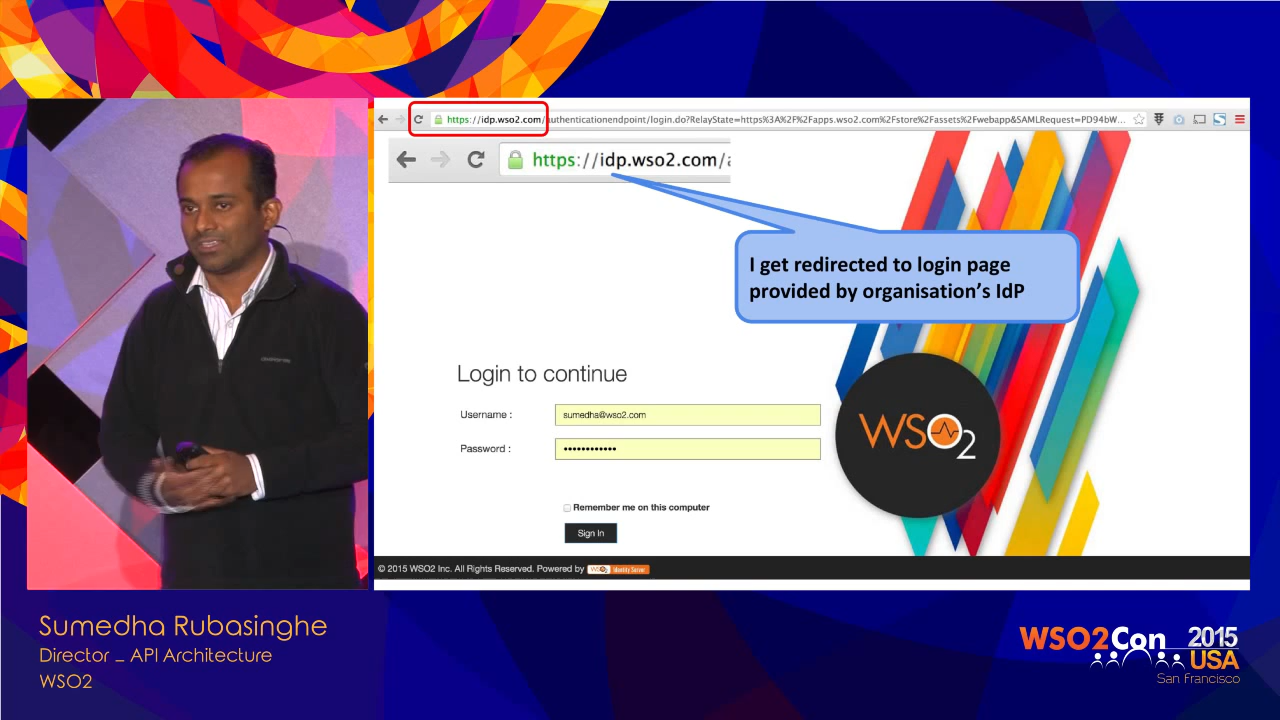 https://idp.wso2.com/authenticationendpoint/login.do?RelayState=https%3A%2F%2Fapps.wso2.com%2Fstore%2Fassets%2Fwebapp&SAMLRequest=PD94bW...
https://idp.wso2.com/a
I get redirected to login page
provided by organisation's IdP
Login to continue
Username :
sumedha@wso2.com
Password :
••••••••••••
WSO2
Remember me on this computer
Sign In
© 2015 WSO2 Inc. All Rights Reserved. Powered by WSO2 Identity Server
Sumedha Rubasinghe
Director _ API Architecture
WSO2
WSO2Con 2015
USA
San Francisco